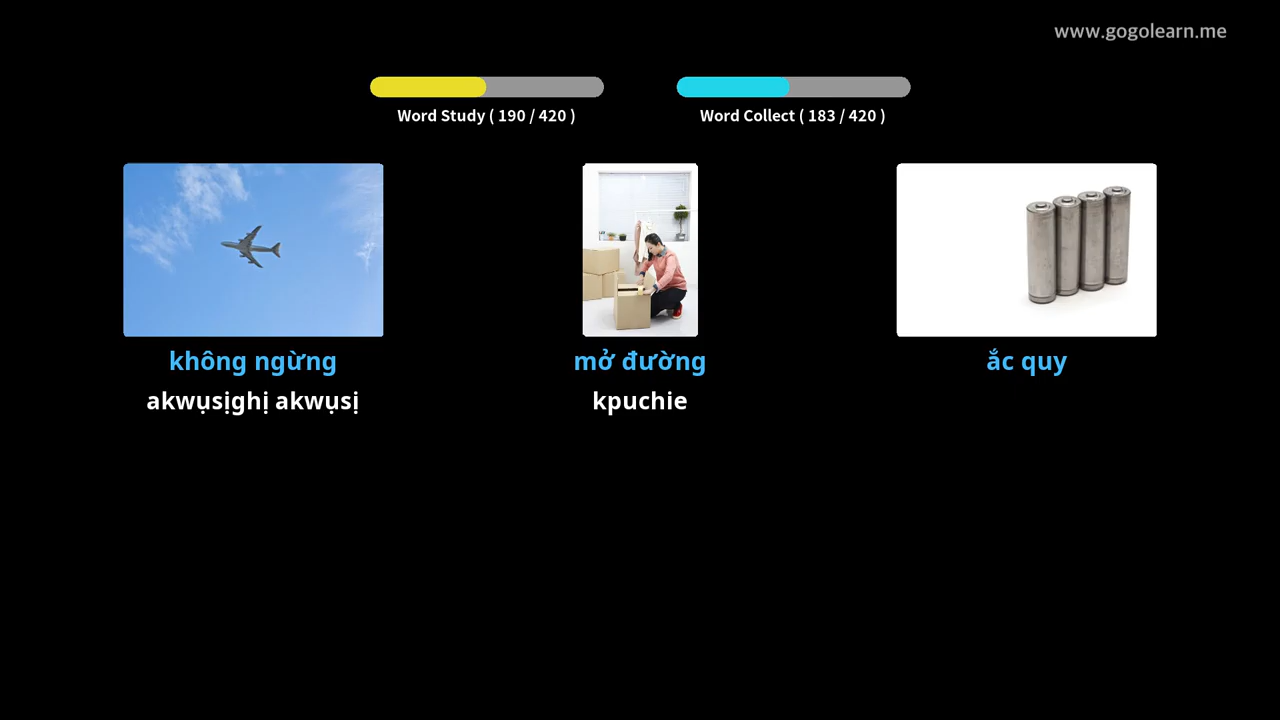 www.gogolearn.me
Word Study ( 190 / 420 )
Word Collect ( 183 / 420 )
không ngừng
mở đường
ắc quy
akwụsịghị akwụsị
kpuchie